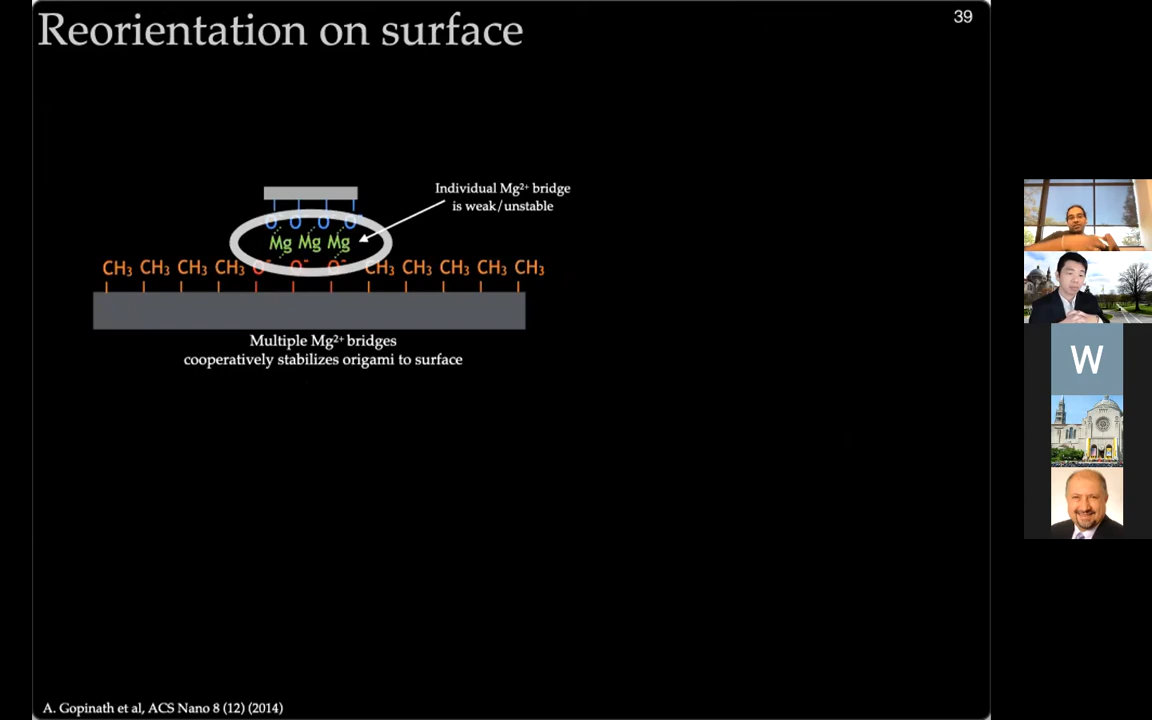 Reorientation on surface
39
Individual Mg²⁺ bridge
is weak/unstable
O⁻ O⁻ O⁻ O⁻
Mg Mg Mg
CH₃ CH₃ CH₃ CH₃ O⁻ O⁻ O⁻ CH₃ CH₃ CH₃ CH₃ CH₃
Multiple Mg²⁺ bridges
cooperatively stabilizes origami to surface
W
A. Gopinath et al, ACS Nano 8 (12) (2014)